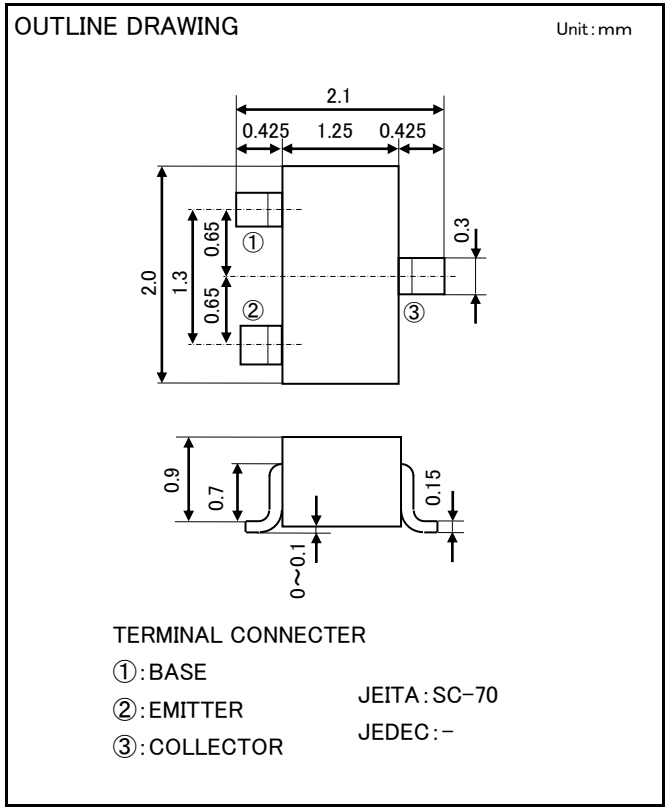 OUTLINE DRAWING Unit:mm
2.1
0.425 1.25 0.425
① 0.65 0.3
2.0 1.3
0.65 ② ③
0.9 0.7 0.15
0~0.1
TERMINAL CONNECTER
①:BASE
②:EMITTER
③:COLLECTOR
JEITA:SC-70
JEDEC:-